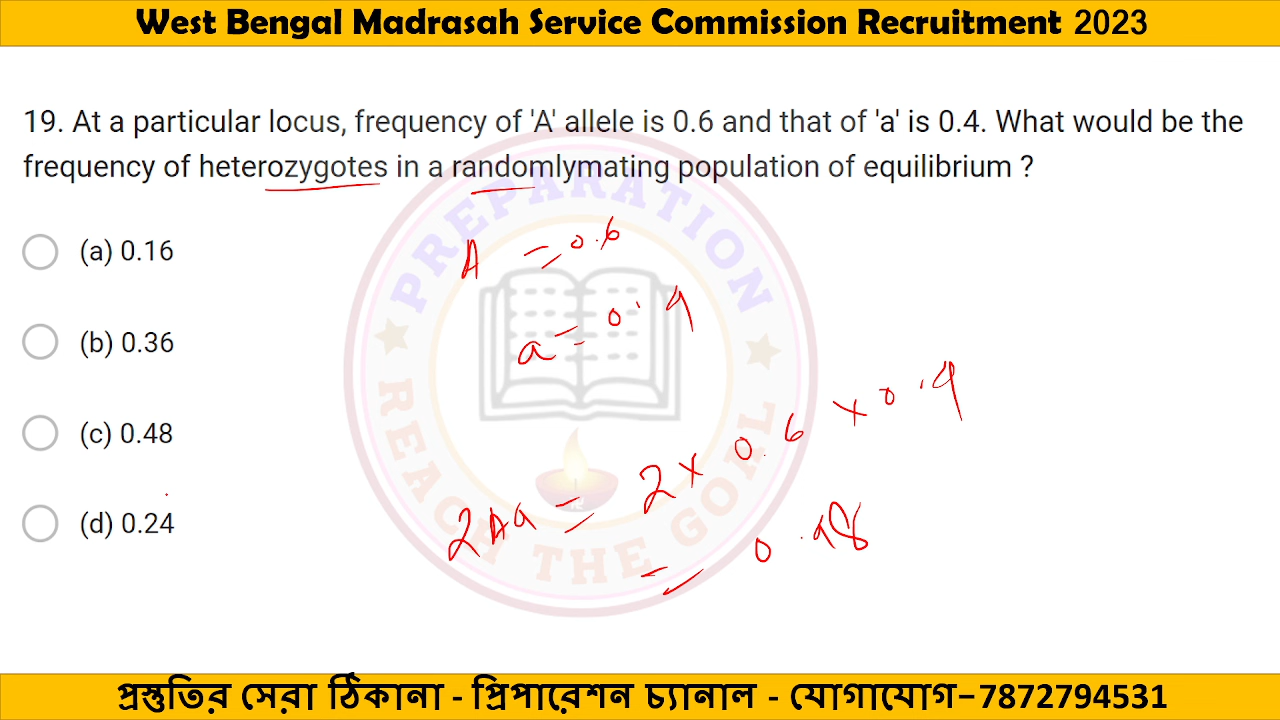 West Bengal Madrasah Service Commission Recruitment 2023
19. At a particular locus, frequency of 'A' allele is 0.6 and that of 'a' is 0.4. What would be the
frequency of heterozygotes in a randomlymating population of equilibrium ?
(a) 0.16
(b) 0.36
(c) 0.48
(d) 0.24
PREPARATION
REACH THE GOAL
A = 0.6
a = 0.4
2Aa = 2 x 0.6 x 0.4
= 0.48
প্রস্তুতির সেরা ঠিকানা - প্রিপারেশন চ্যানাল - যোগাযোগ–7872794531